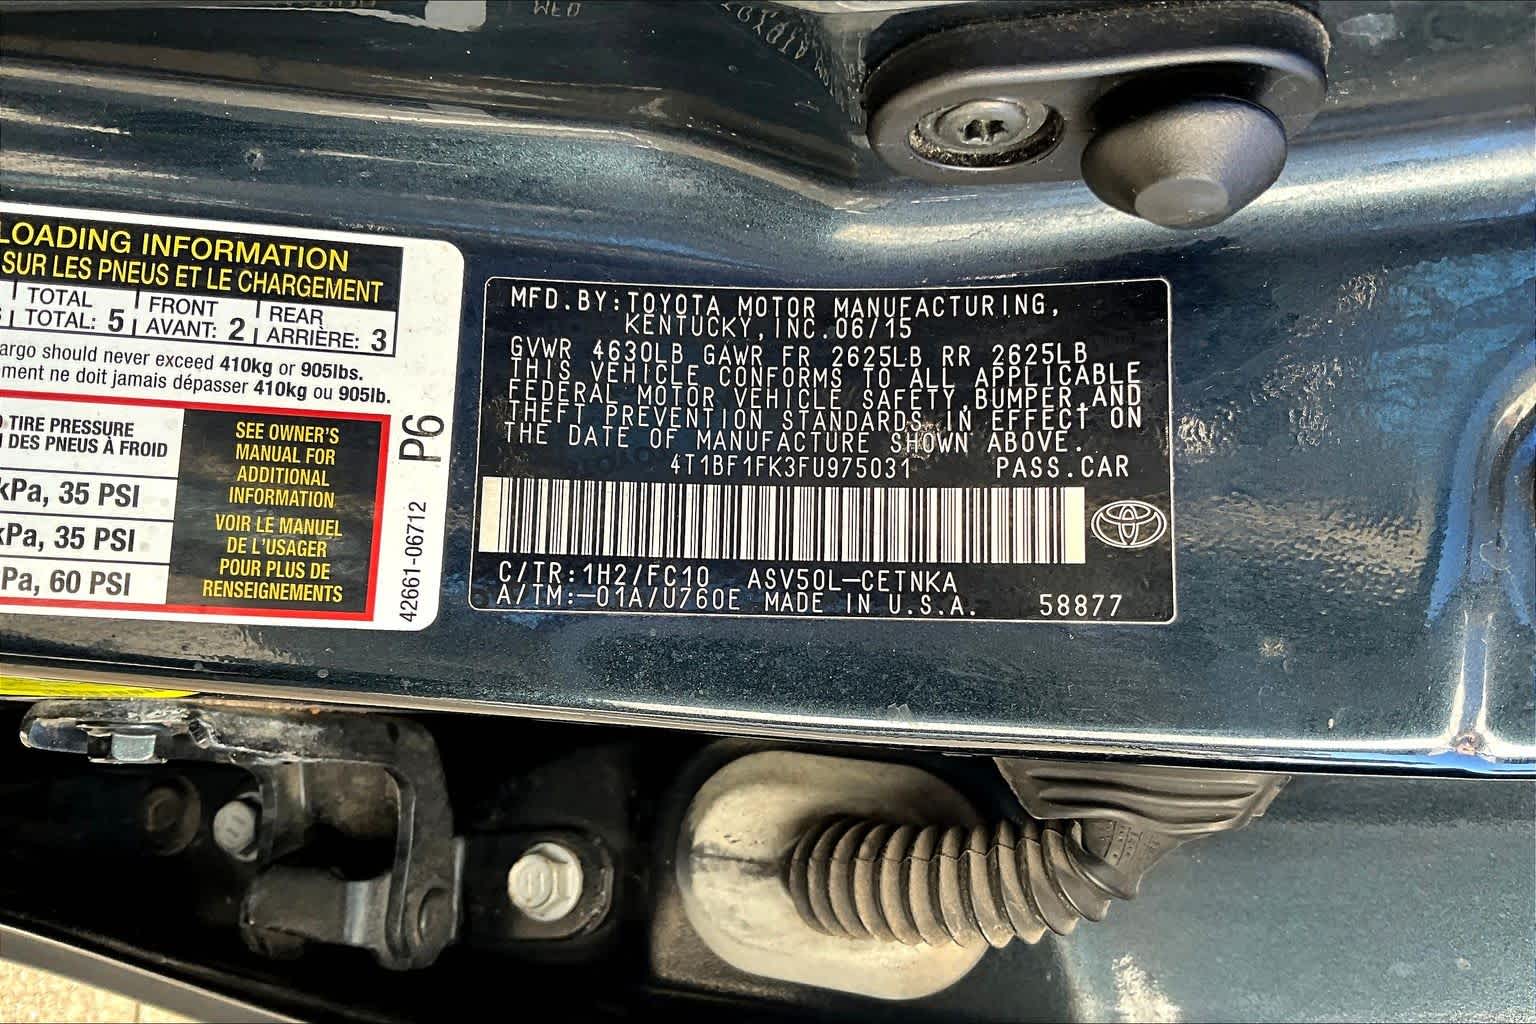 LOADING INFORMATION
SUR LES PNEUS ET LE CHARGEMENT
TOTAL FRONT REAR
TOTAL: 5 AVANT: 2 ARRIÈRE: 3
argo should never exceed 410kg or 905lbs.
ment ne doit jamais dépasser 410kg ou 905lb.
TIRE PRESSURE
DES PNEUS À FROID
kPa, 35 PSI
kPa, 35 PSI
Pa, 60 PSI
SEE OWNER'S
MANUAL FOR
ADDITIONAL
INFORMATION
VOIR LE MANUEL
DE L'USAGER
POUR PLUS DE
RENSEIGNEMENTS
P6
42661-06712
MFD.BY:TOYOTA MOTOR MANUFACTURING,
KENTUCKY,INC.06/15
GVWR 4630LB GAWR FR 2625LB RR 2625LB
THIS VEHICLE CONFORMS TO ALL APPLICABLE
FEDERAL MOTOR VEHICLE SAFETY,BUMPER,AND
THEFT PREVENTION STANDARDS IN EFFECT ON
THE DATE OF MANUFACTURE SHOWN ABOVE.
4T1BF1FK3FU975031 PASS.CAR
C/TR:1H2/FC10 ASV50L-CETNKA
A/TM:-01A/U760E MADE IN U.S.A. 58877